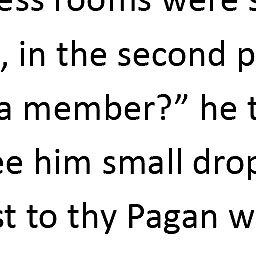 ess rooms were s
, in the second p
a member?” he t
ee him small drop
st to thy Pagan w